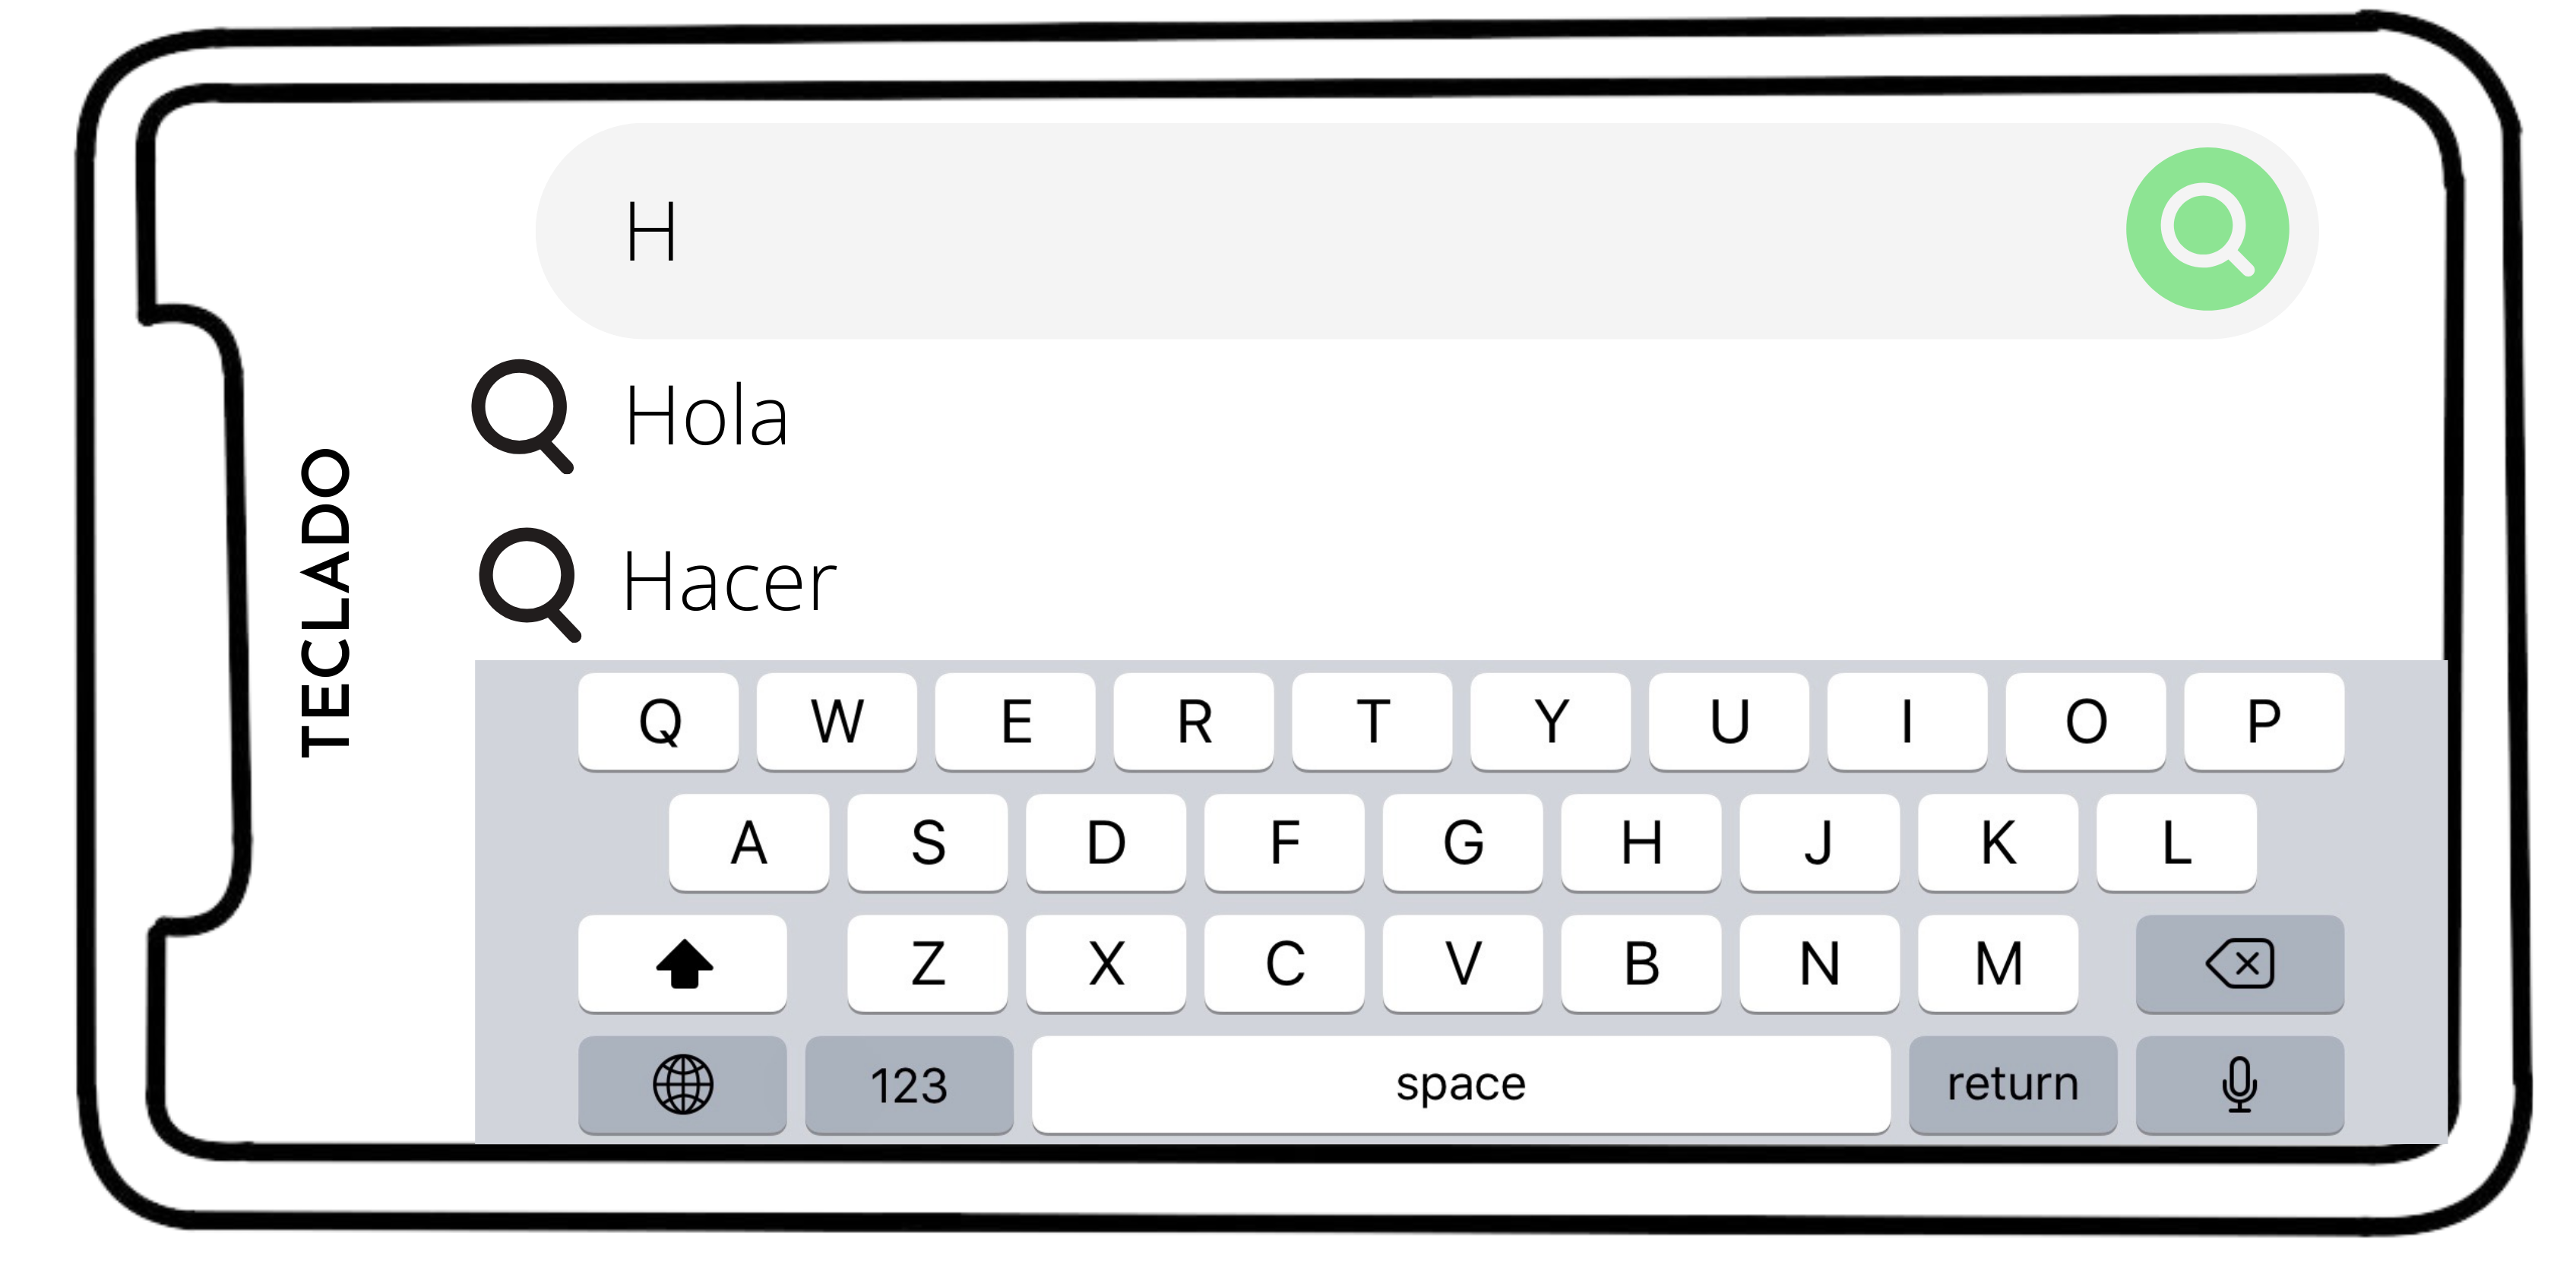 TECLADO
H
Hola
Hacer
Q W E R T Y U I O P
A S D F G H J K L
Z X C V B N M
123 space return